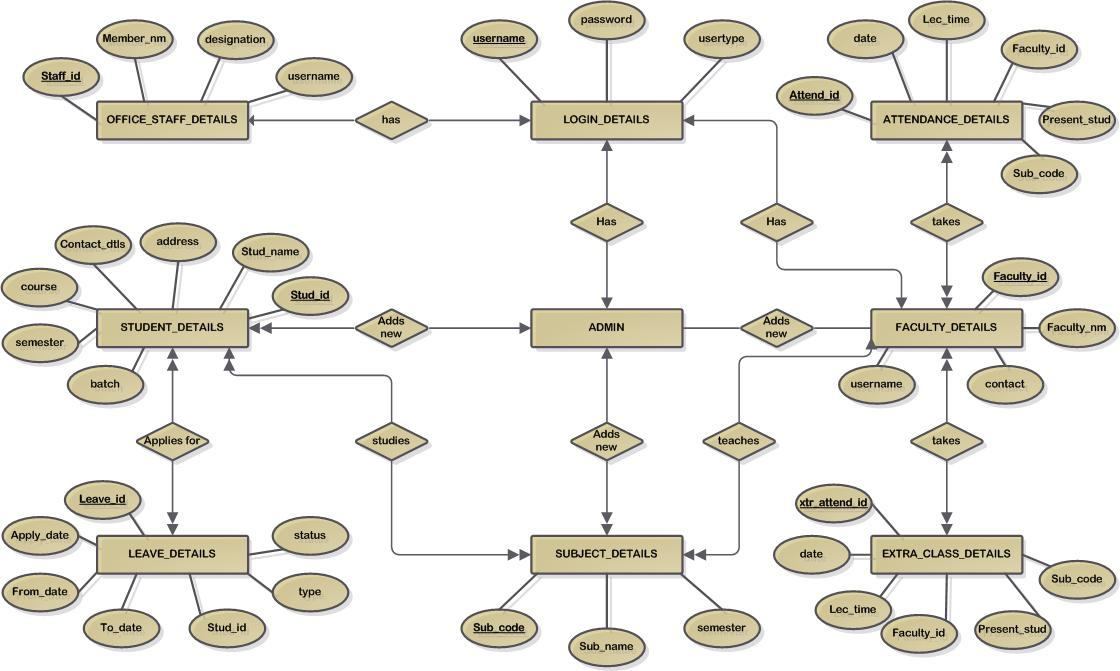 password
Lec_time
Member_nm
designation
username
usertype
date
Faculty_id
Staff_id
username
Attend_id
OFFICE_STAFF_DETAILS
has
LOGIN_DETAILS
ATTENDANCE_DETAILS
Present_stud
Sub_code
Has
Has
takes
Contact_dtls
address
Stud_name
course
Stud_id
Faculty_id
semester
STUDENT_DETAILS
Adds
new
ADMIN
Adds
new
FACULTY_DETAILS
Faculty_nm
batch
username
contact
Applies for
studies
Adds
new
teaches
takes
Leave_id
xtr_attend_id
Apply_date
status
LEAVE_DETAILS
SUBJECT_DETAILS
date
EXTRA_CLASS_DETAILS
From_date
type
Sub_code
Lec_time
To_date
Stud_id
Sub_code
Sub_name
semester
Faculty_id
Present_stud